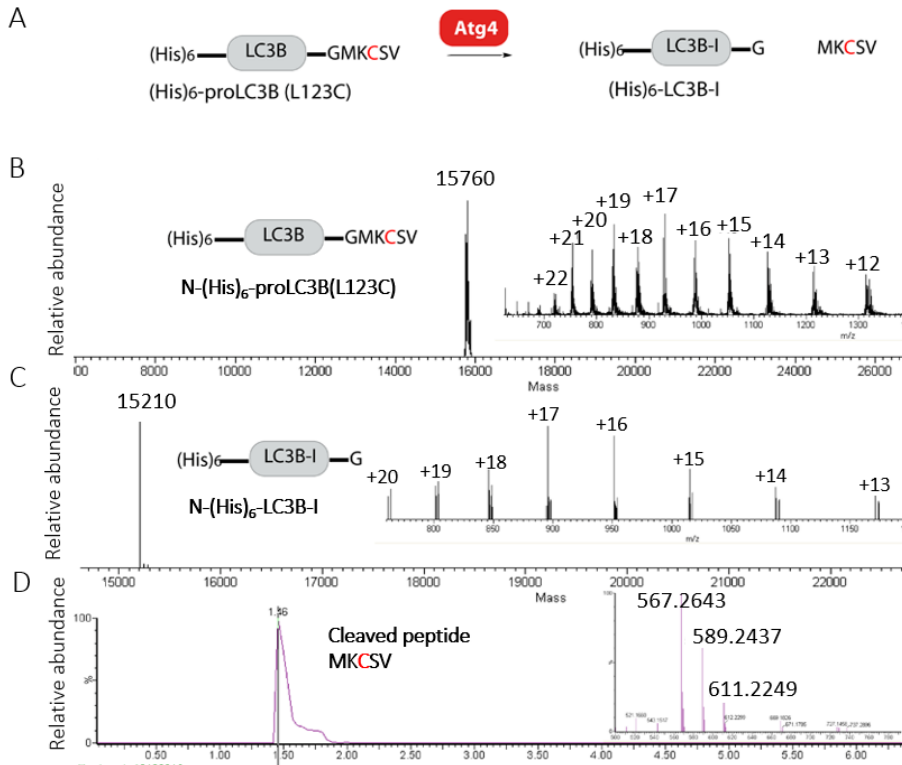 A
(His)6 LC3B GMKCSV
Atg4
(His)6 LC3B-I G MKCSV
(His)6-proLC3B (L123C)
(His)6-LC3B-I
B
Relative abundance
15760
(His)6 LC3B GMKCSV
N-(His)6-proLC3B(L123C)
+22 +21 +20 +19 +18 +17 +16 +15 +14 +13 +12
700 800 900 1000 1100 1200 1300
m/z
00 8000 10000 12000 14000 16000 18000 20000 22000 24000 26000
Mass
C
Relative abundance
15210
(His)6 LC3B-I G
N-(His)6-LC3B-I
+20 +19 +18 +17 +16 +15 +14 +13
800 850 900 950 1000 1050 1100 1150
m/z
15000 16000 17000 18000 19000 20000 21000 22000
Mass
D
Relative abundance
100
%
0
Cleaved peptide
MKCSV
567.2643
589.2437
611.2249
0.50 1.00 1.50 2.00 2.50 3.00 3.50 4.00 4.50 5.00 5.50 6.00